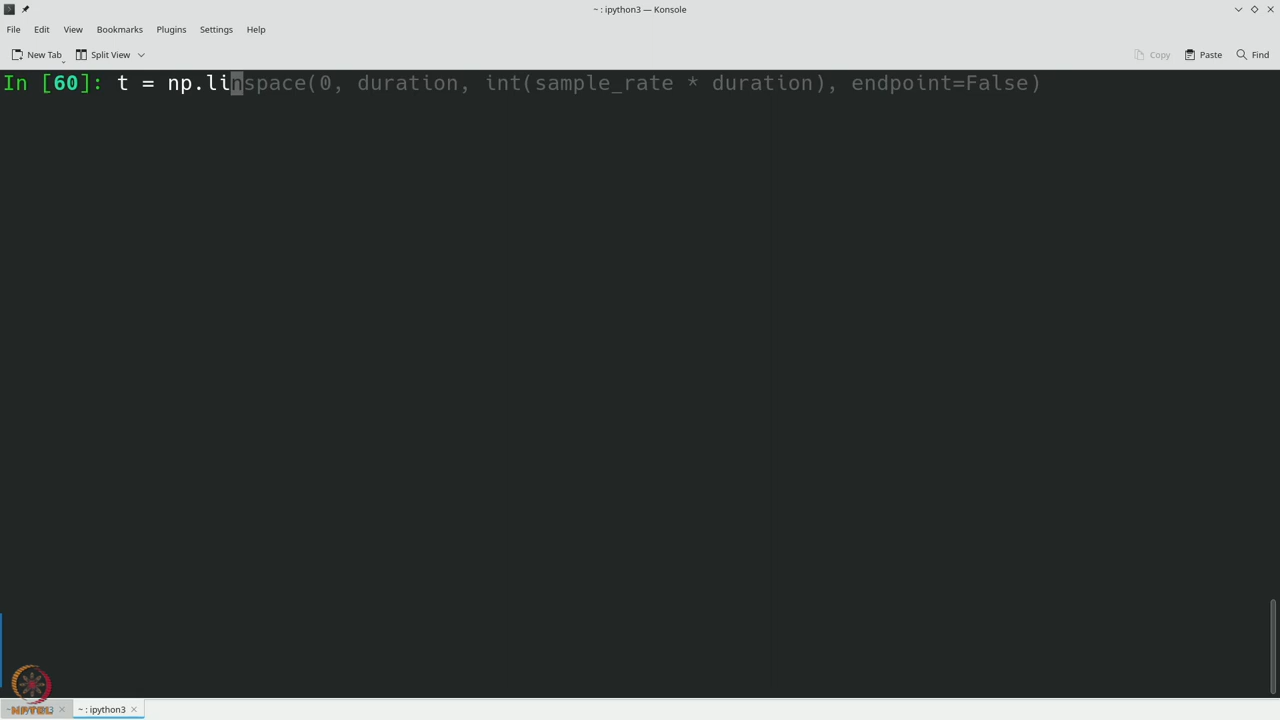 ~ : ipython3 — Konsole
File Edit View Bookmarks Plugins Settings Help
New Tab Split View Copy Paste Find
In [60]: t = np.linspace(0, duration, int(sample_rate * duration), endpoint=False)
NPTEL
~ : ipython3